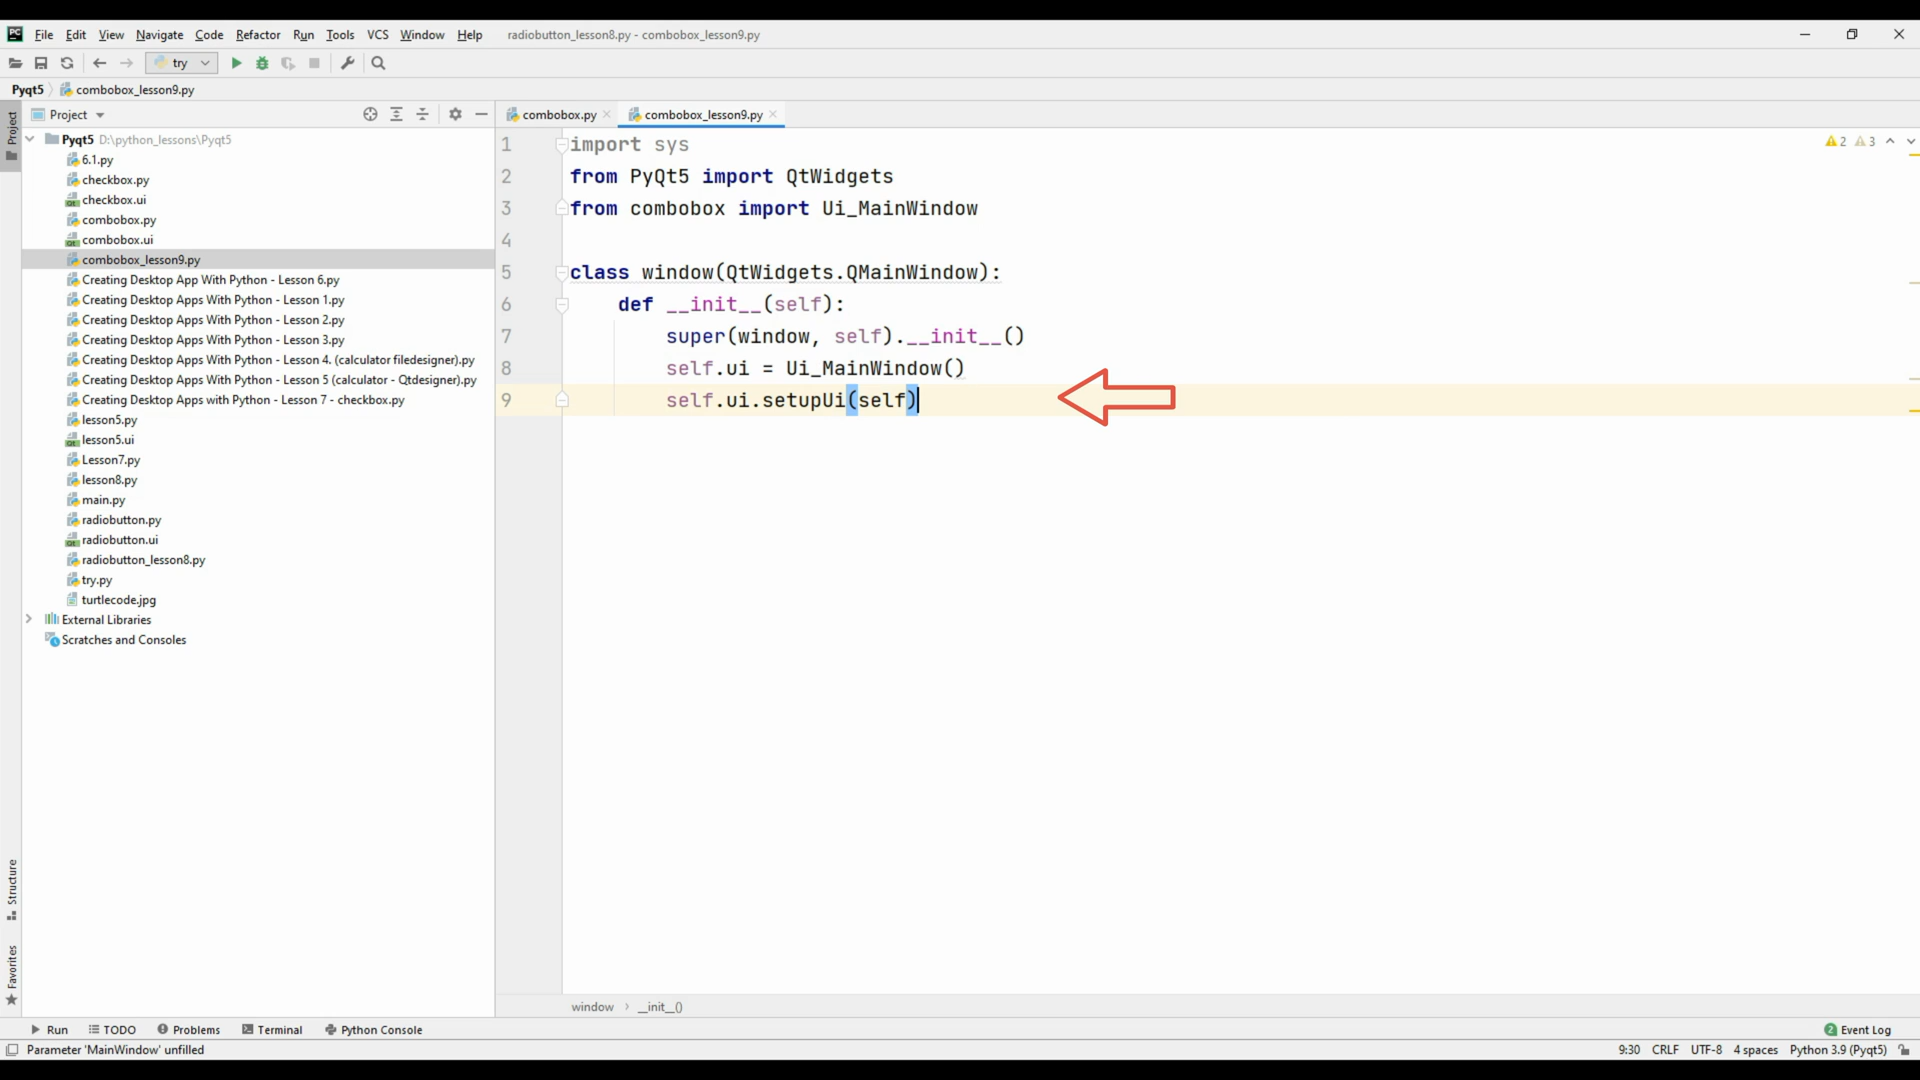 PC File Edit View Navigate Code Refactor Run Tools VCS Window Help radiobutton_lesson8.py - combobox_lesson9.py
try
Pyqt5 combobox_lesson9.py
Project
Project
combobox.py
combobox_lesson9.py
Pyqt5 D:\python_lessons\Pyqt5
6.1.py
checkbox.py
checkbox.ui
combobox.py
combobox.ui
combobox_lesson9.py
Creating Desktop App With Python - Lesson 6.py
Creating Desktop Apps With Python - Lesson 1.py
Creating Desktop Apps With Python - Lesson 2.py
Creating Desktop Apps With Python - Lesson 3.py
Creating Desktop Apps With Python - Lesson 4. (calculator filedesigner).py
Creating Desktop Apps With Python - Lesson 5 (calculator - Qtdesigner).py
Creating Desktop Apps with Python - Lesson 7 - checkbox.py
lesson5.py
lesson5.ui
Lesson7.py
lesson8.py
main.py
radiobutton.py
radiobutton.ui
radiobutton_lesson8.py
try.py
turtlecode.jpg
External Libraries
Scratches and Consoles
1 import sys
2 from PyQt5 import QtWidgets
3 from combobox import Ui_MainWindow
4
5 class window(QtWidgets.QMainWindow):
6 def __init__(self):
7 super(window, self).__init__()
8 self.ui = Ui_MainWindow()
9 self.ui.setupUi(self)
2 3
window __init__()
Structure
Favorites
Run TODO Problems Terminal Python Console
2 Event Log
Parameter 'MainWindow' unfilled
9:30 CRLF UTF-8 4 spaces Python 3.9 (Pyqt5)